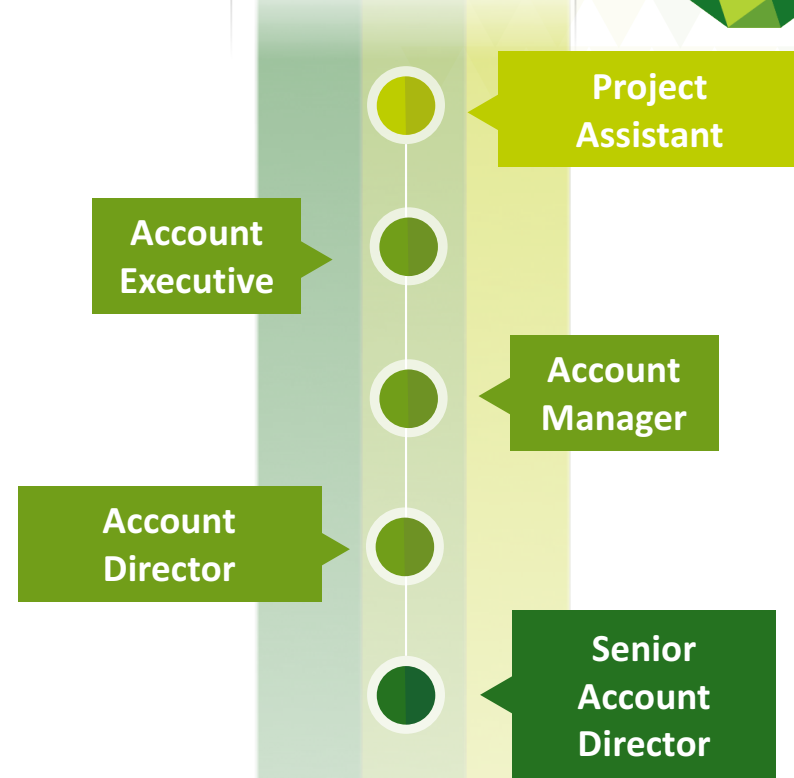 Project
Assistant
Account
Executive
Account
Manager
Account
Director
Senior
Account
Director